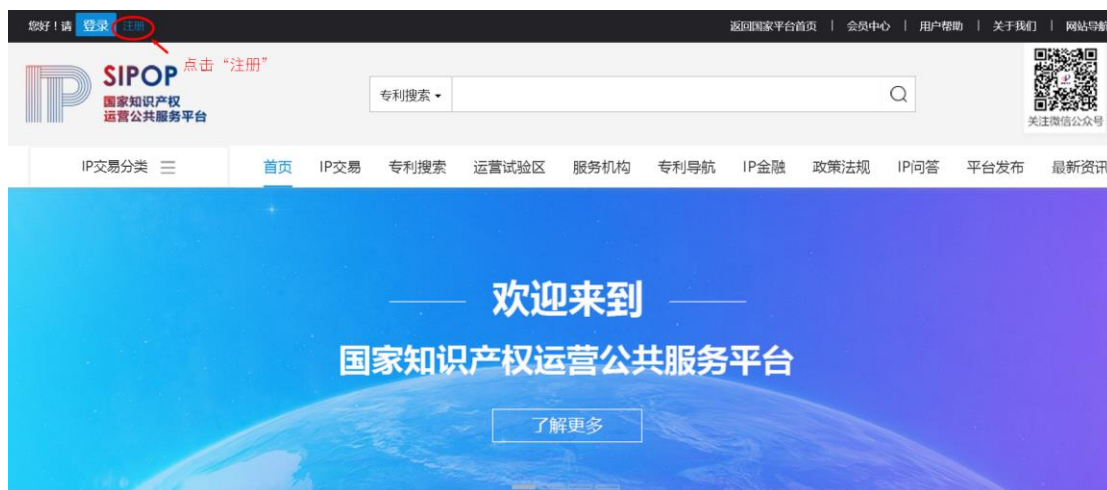 您好！请 登录 注册 返回国家平台首页 | 会员中心 | 用户帮助 | 关于我们 | 网站导航
点击“注册”
SIPOP
国家知识产权
运营公共服务平台
专利搜索
关注微信公众号
IP交易分类 首页 IP交易 专利搜索 运营试验区 服务机构 专利导航 IP金融 政策法规 IP问答 平台发布 最新资讯
欢迎来到
国家知识产权运营公共服务平台
了解更多